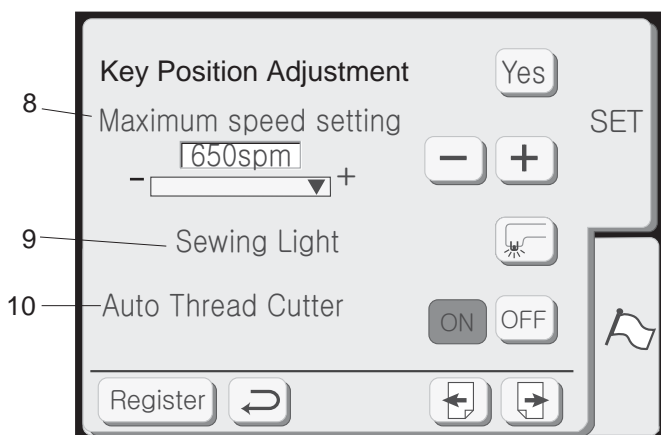 Key Position Adjustment Yes
8 Maximum speed setting SET
650spm
- + - +
9 Sewing Light
10 Auto Thread Cutter ON OFF
Register